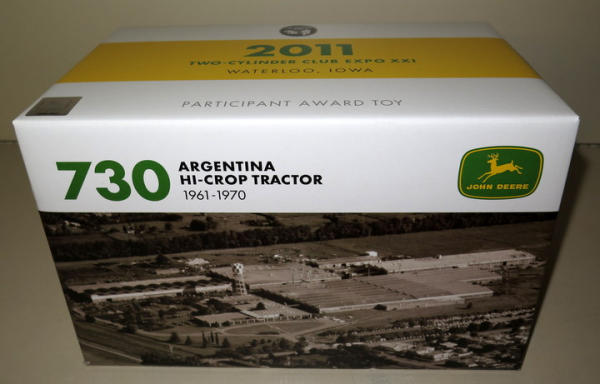 2011
TWO-CYLINDER CLUB EXPO XXI
WATERLOO, IOWA
PARTICIPANT AWARD TOY
730 ARGENTINA
HI-CROP TRACTOR
1961-1970
JOHN DEERE